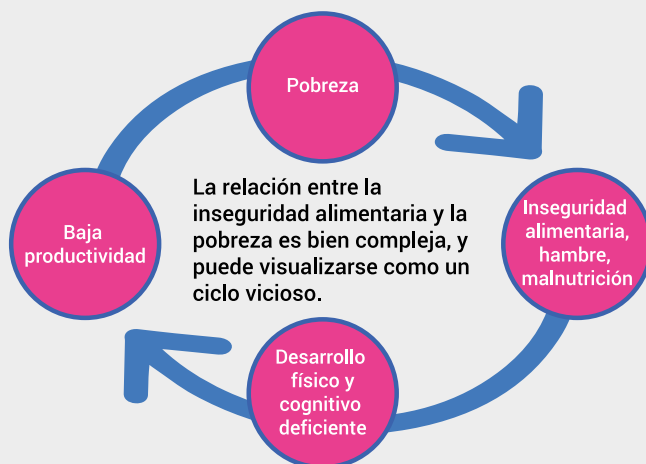 Pobreza
La relación entre la
inseguridad alimentaria y la
pobreza es bien compleja, y
puede visualizarse como un
ciclo vicioso.
Baja
productividad
Inseguridad
alimentaria,
hambre,
malnutrición
Desarrollo
físico y
cognitivo
deficiente